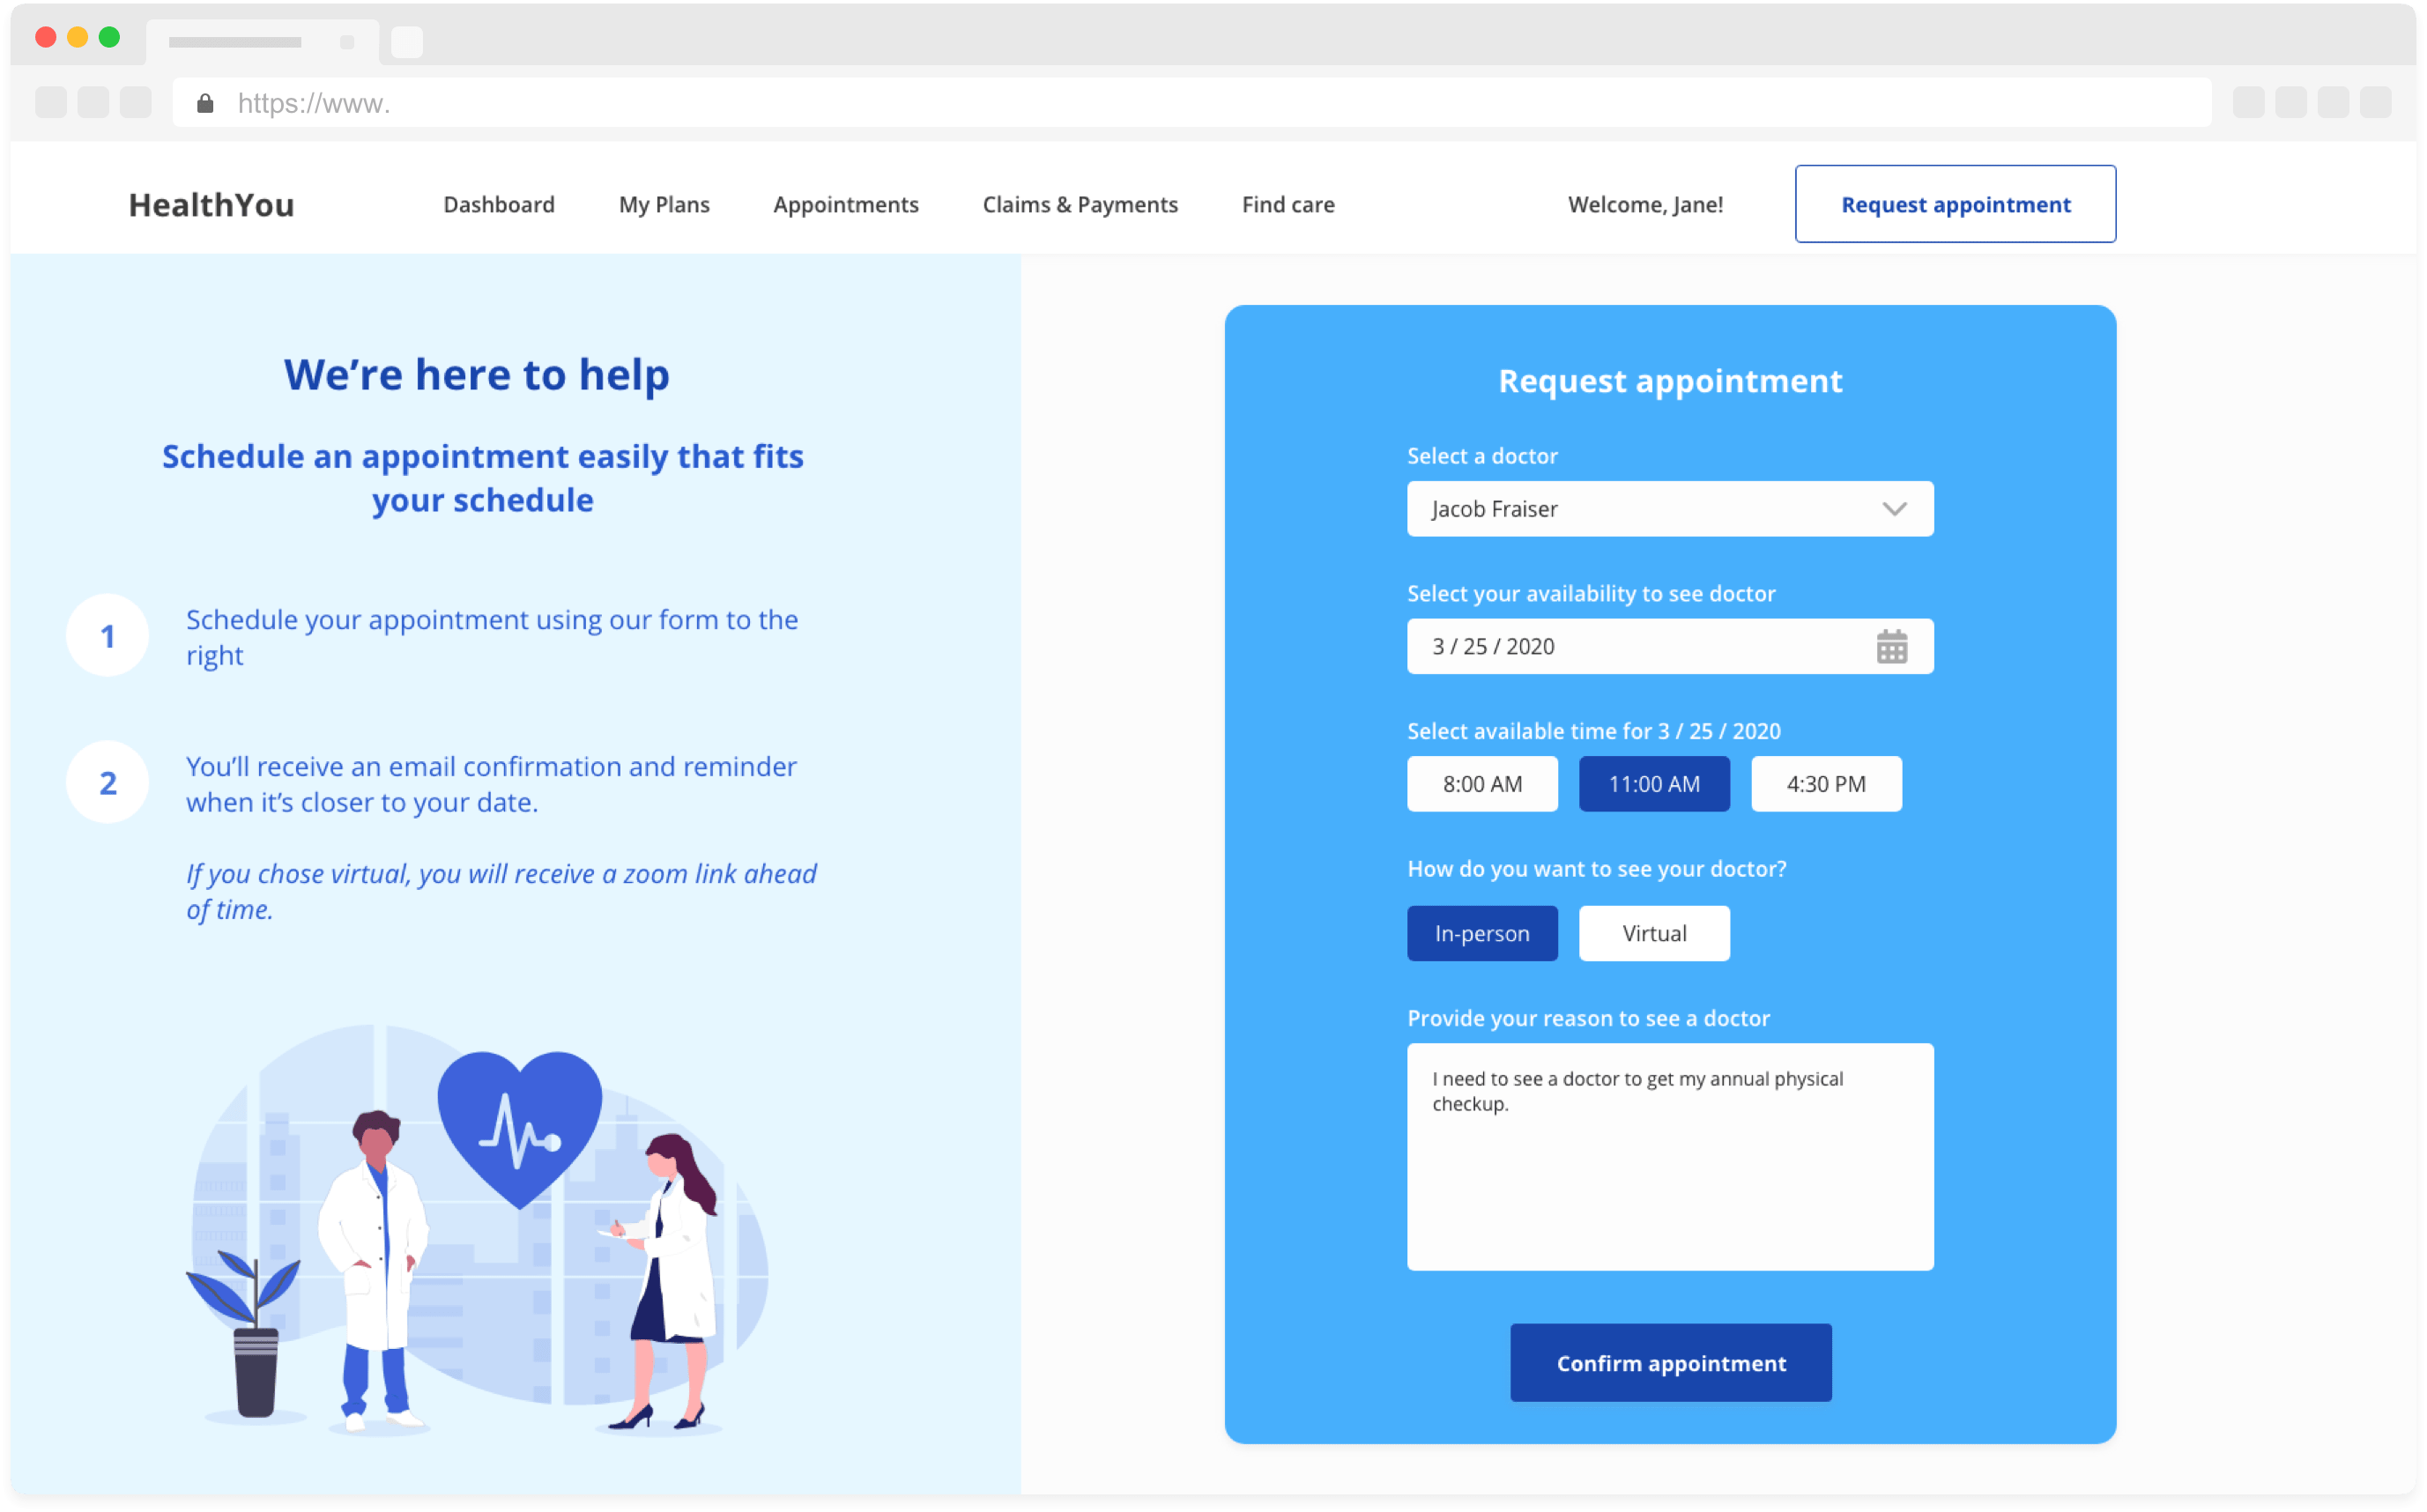 https://www.
HealthYou
Dashboard
My Plans
Appointments
Claims & Payments
Find care
Welcome, Jane!
Request appointment
We’re here to help
Schedule an appointment easily that fits
your schedule
1
Schedule your appointment using our form to the
right
2
You’ll receive an email confirmation and reminder
when it’s closer to your date.
If you chose virtual, you will receive a zoom link ahead
of time.
Request appointment
Select a doctor
Jacob Fraiser
Select your availability to see doctor
3 / 25 / 2020
Select available time for 3 / 25 / 2020
8:00 AM
11:00 AM
4:30 PM
How do you want to see your doctor?
In-person
Virtual
Provide your reason to see a doctor
I need to see a doctor to get my annual physical
checkup.
Confirm appointment